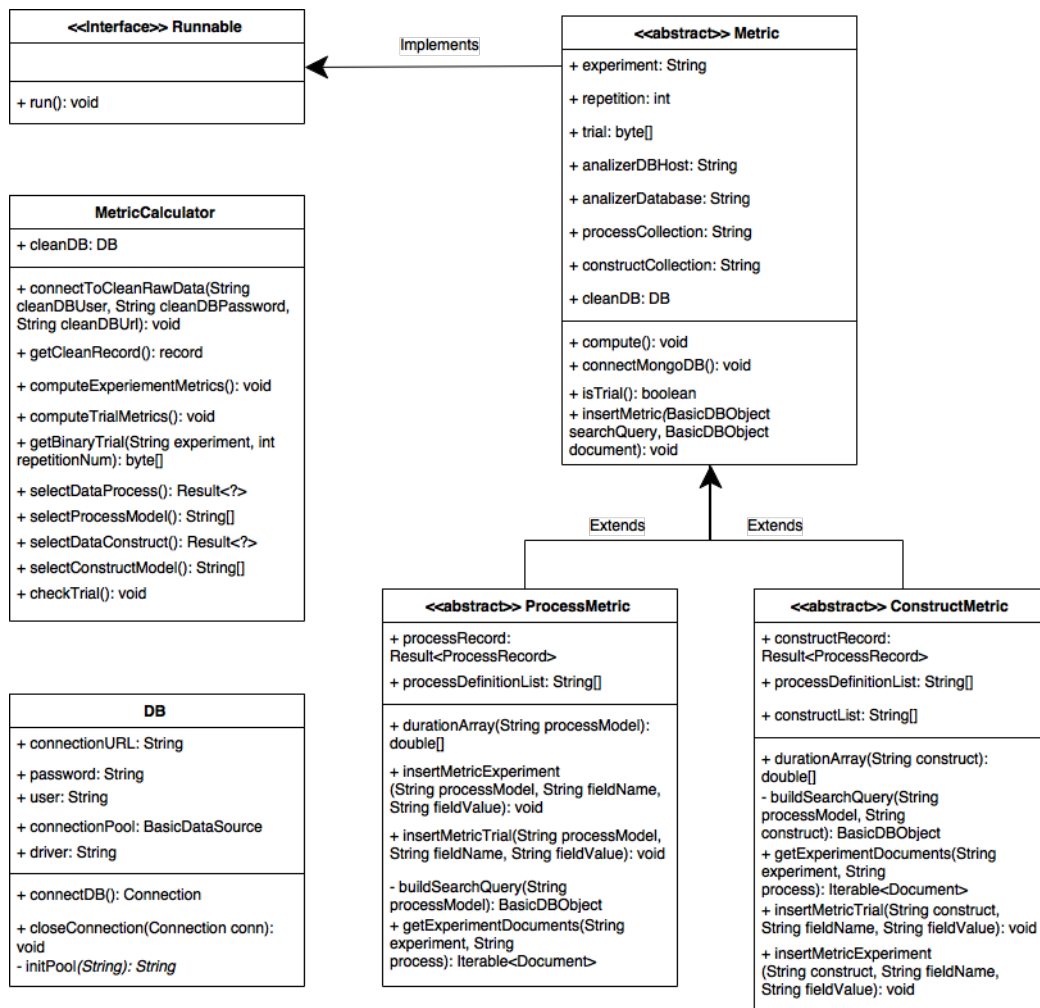 <<Interface>> Runnable
+ run(): void
Implements
<<abstract>> Metric
+ experiment: String
+ repetition: int
+ trial: byte[]
+ analizerDBHost: String
+ analizerDatabase: String
+ processCollection: String
+ constructCollection: String
+ cleanDB: DB
+ compute(): void
+ connectMongoDB(): void
+ isTrial(): boolean
+ insertMetric(BasicDBObject
searchQuery, BasicDBObject
document): void
MetricCalculator
+ cleanDB: DB
+ connectToCleanRawData(String
cleanDBUser, String cleanDBPassword,
String cleanDBUrl): void
+ getCleanRecord(): record
+ computeExperiementMetrics(): void
+ computeTrialMetrics(): void
+ getBinaryTrial(String experiment, int
repetitionNum): byte[]
+ selectDataProcess(): Result<?>
+ selectProcessModel(): String[]
+ selectDataConstruct(): Result<?>
+ selectConstructModel(): String[]
+ checkTrial(): void
Extends
Extends
<<abstract>> ProcessMetric
+ processRecord:
Result<ProcessRecord>
+ processDefinitionList: String[]
+ durationArray(String processModel):
double[]
+ insertMetricExperiment
(String processModel, String fieldName,
String fieldValue): void
+ insertMetricTrial(String processModel,
String fieldName, String fieldValue): void
- buildSearchQuery(String
processModel): BasicDBObject
+ getExperimentDocuments(String
experiment, String
process): Iterable<Document>
<<abstract>> ConstructMetric
+ constructRecord:
Result<ProcessRecord>
+ processDefinitionList: String[]
+ constructList: String[]
+ durationArray(String construct):
double[]
- buildSearchQuery(String
processModel, String
construct): BasicDBObject
+ getExperimentDocuments(String
experiment, String
process): Iterable<Document>
+ insertMetricTrial(String construct,
String fieldName, String fieldValue): void
+ insertMetricExperiment
(String construct, String fieldName,
String fieldValue): void
DB
+ connectionURL: String
+ password: String
+ user: String
+ connectionPool: BasicDataSource
+ driver: String
+ connectDB(): Connection
+ closeConnection(Connection conn):
void
- initPool(String): String